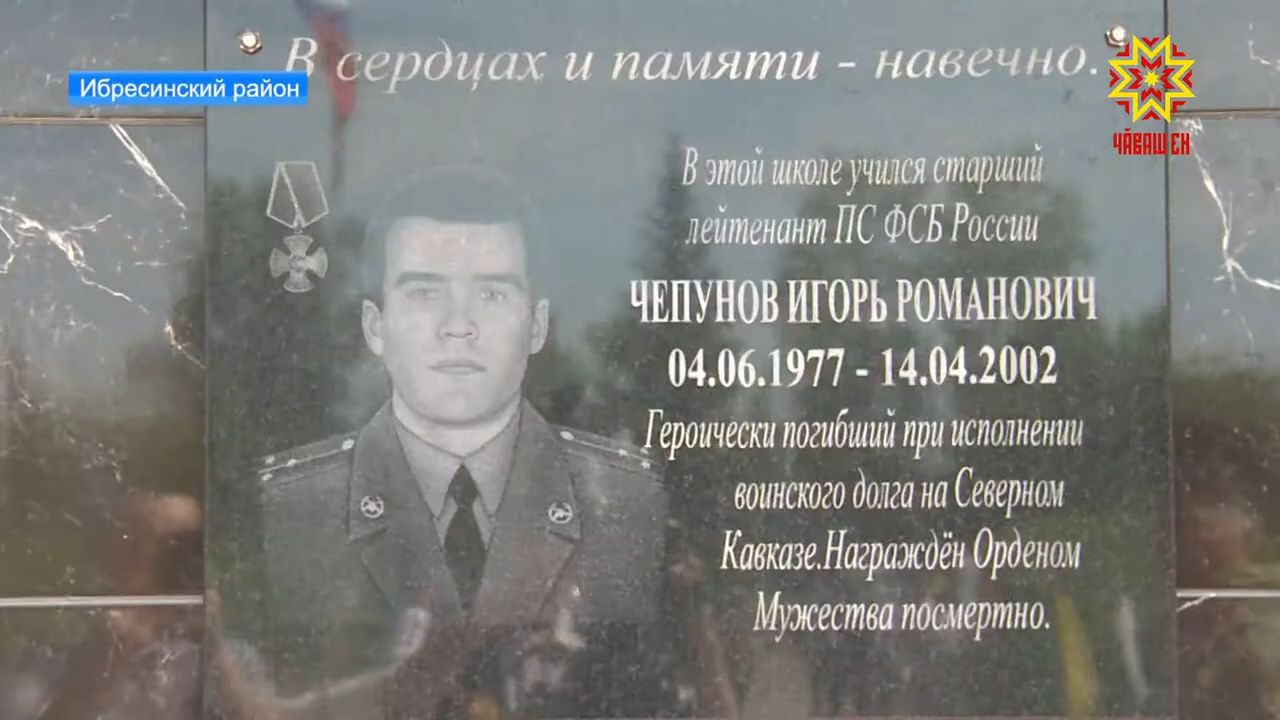 В сердцах и памяти - навечно.
Ибресинский район
ЧӐВАШ ЕН
В этой школе учился старший
лейтенант ПС ФСБ России
ЧЕПУНОВ ИГОРЬ РОМАНОВИЧ
04.06.1977 - 14.04.2002
Героически погибший при исполнении
воинского долга на Северном
Кавказе.Награждён Орденом
Мужества посмертно.